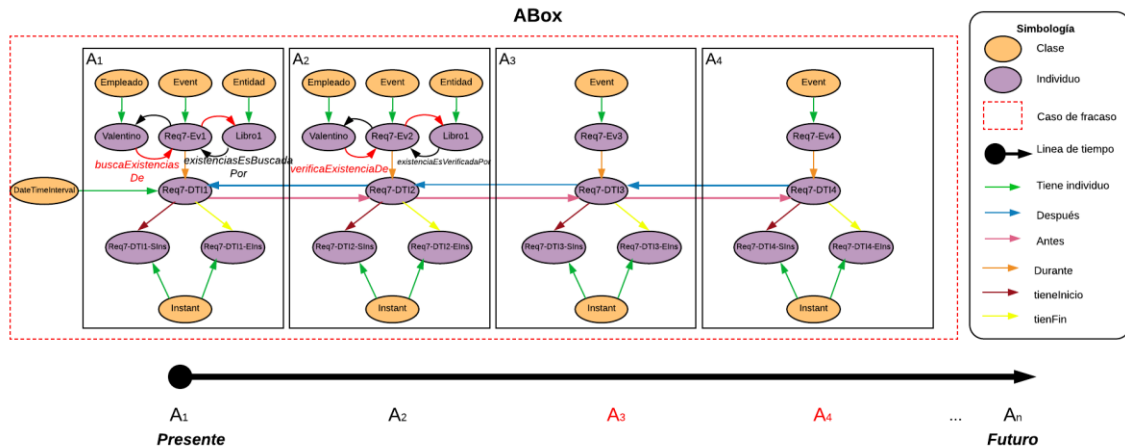 ABox
A1
Empleado
Event
Entidad
Valentino
Req7-Ev1
Libro1
buscaExistencias
De
existenciasEsBuscada
Por
DateTimeInterval
Req7-DTI1
Req7-DTI1-SIns
Req7-DTI1-EIns
Instant
A2
Empleado
Event
Entidad
Valentino
Req7-Ev2
Libro1
verificaExistenciaDe
existenciaEsVerificadaPor
Req7-DTI2
Req7-DTI2-SIns
Req7-DTI2-EIns
Instant
A3
Event
Req7-Ev3
Req7-DTI3
Req7-DTI3-SIns
Req7-DTI3-EIns
Instant
A4
Event
Req7-Ev4
Req7-DTI4
Req7-DTI4-SIns
Req7-DTI4-EIns
Instant
Simbología
Clase
Individuo
Caso de fracaso
Linea de tiempo
Tiene individuo
Después
Antes
Durante
tieneInicio
tienFin
A1
A2
A3
A4
...
An
Presente
Futuro